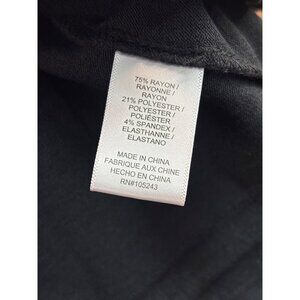 75% RAYON/
RAYONNE/
RAYON
21% POLYESTER/
POLYESTER/
POLIÉSTER
4% SPANDEX/
ELASTHANNE/
ELASTANO
MADE IN CHINA
FABRIQUE AUX CHINE
HECHO EN CHINA
RN#105243